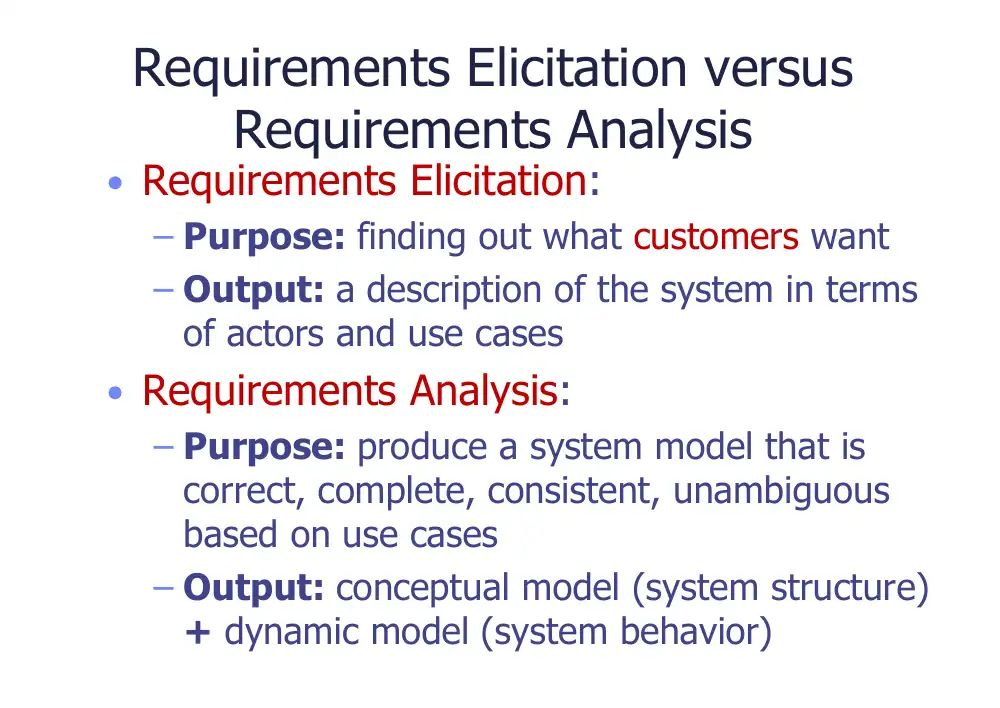 Requirements Elicitation versus
Requirements Analysis
• Requirements Elicitation:
– Purpose: finding out what customers want
– Output: a description of the system in terms
of actors and use cases
• Requirements Analysis:
– Purpose: produce a system model that is
correct, complete, consistent, unambiguous
based on use cases
– Output: conceptual model (system structure)
+ dynamic model (system behavior)